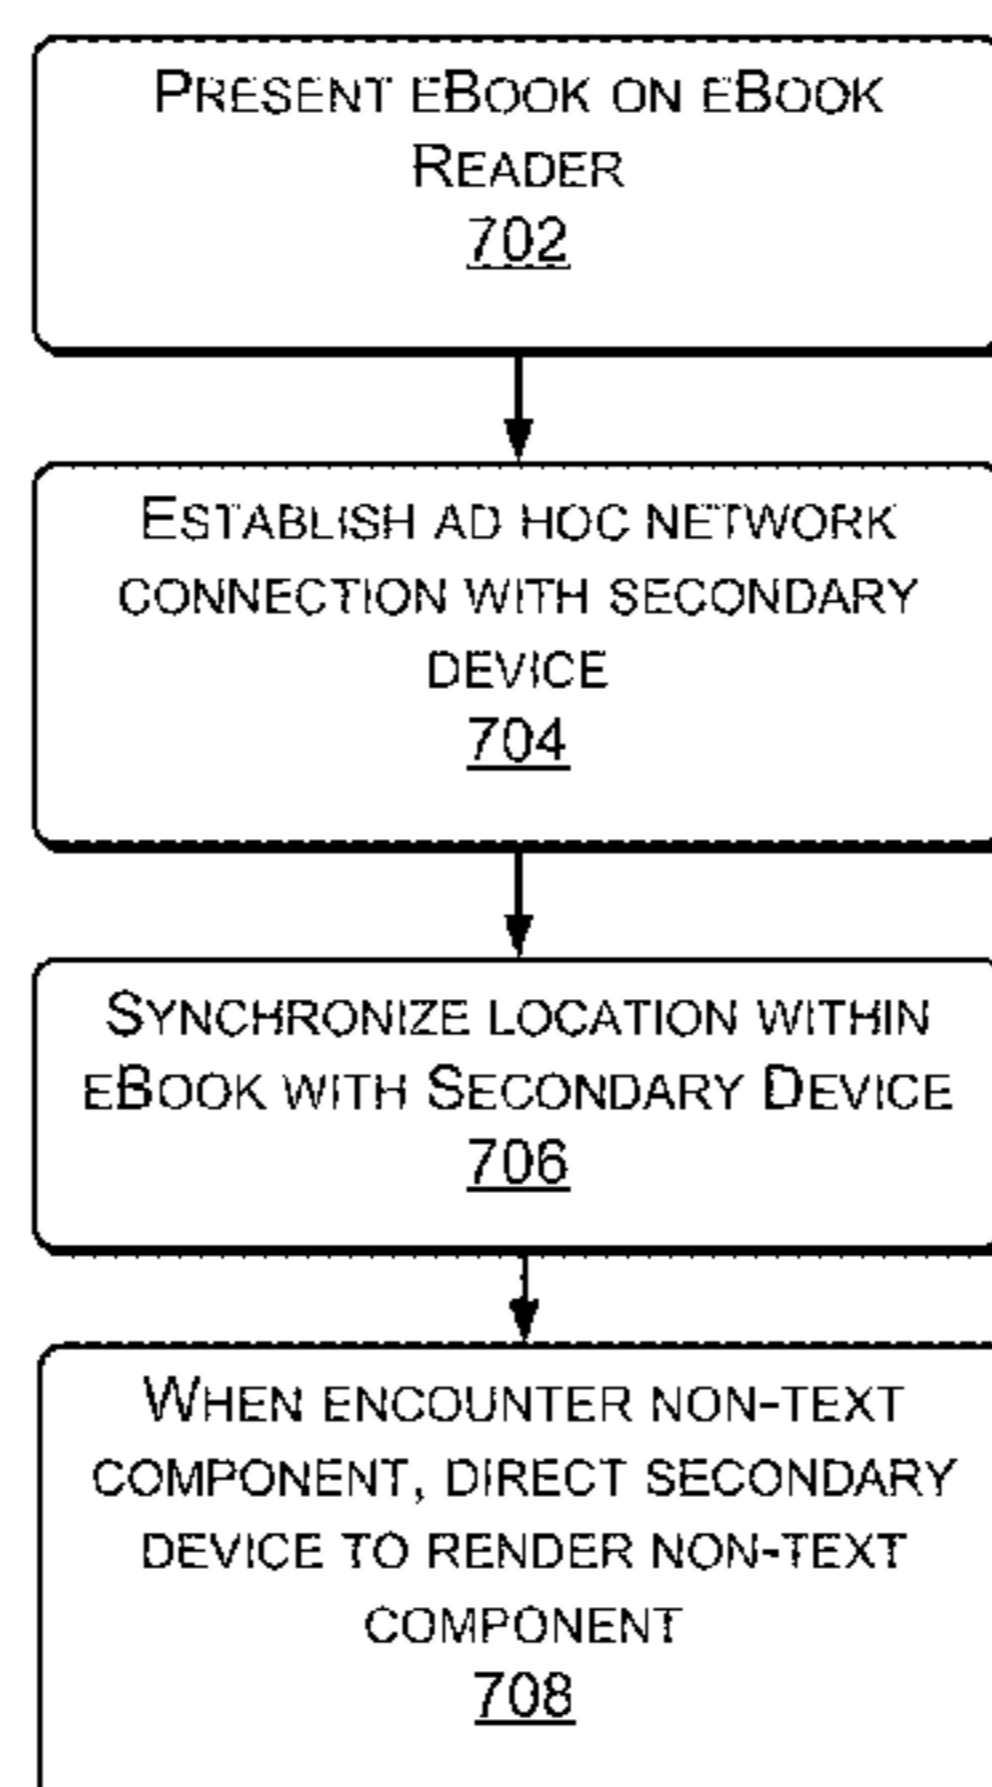 PRESENT EBOOK ON EBOOK
READER
702
ESTABLISH AD HOC NETWORK
CONNECTION WITH SECONDARY
DEVICE
704
SYNCHRONIZE LOCATION WITHIN
EBOOK WITH SECONDARY DEVICE
706
WHEN ENCOUNTER NON-TEXT
COMPONENT, DIRECT SECONDARY
DEVICE TO RENDER NON-TEXT
COMPONENT
708